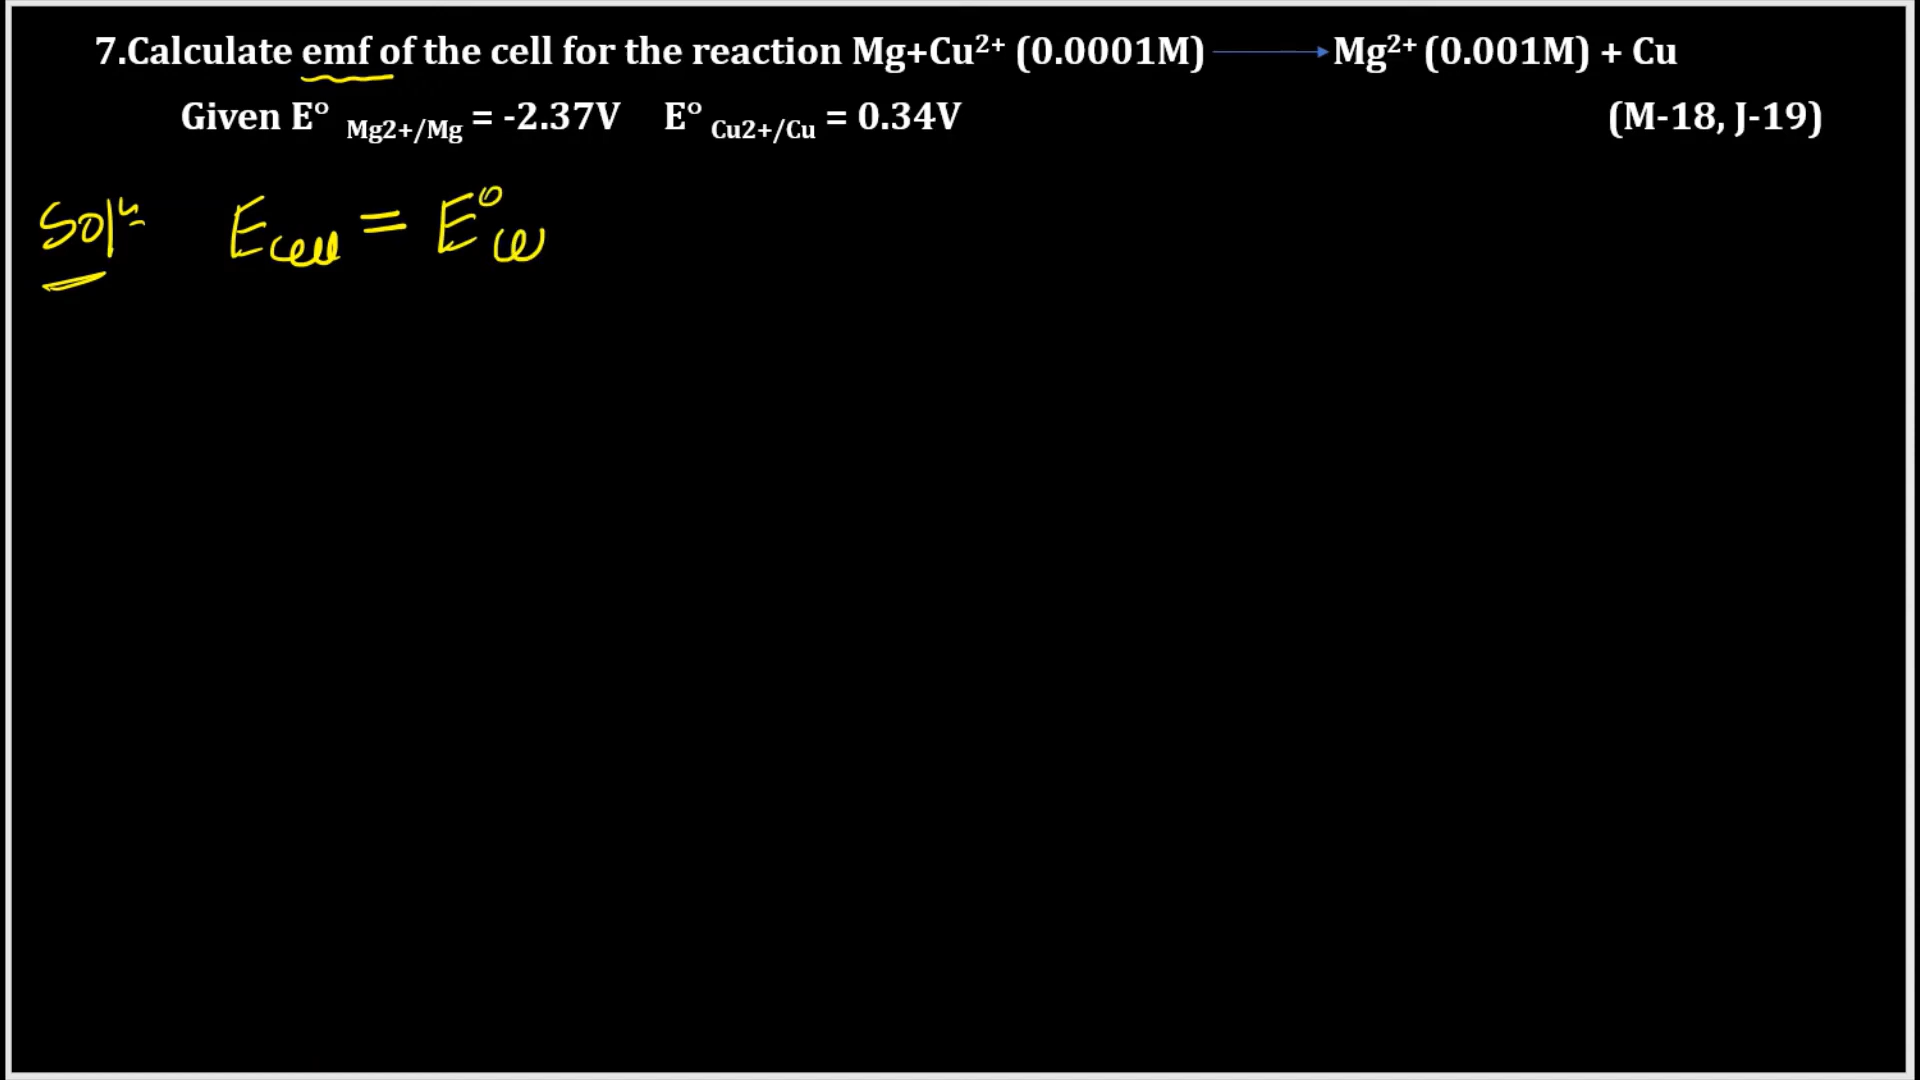 7.Calculate emf of the cell for the reaction Mg+Cu²⁺ (0.0001M) ⟶ Mg²⁺ (0.001M) + Cu
Given E° Mg2+/Mg = -2.37V E° Cu2+/Cu = 0.34V (M-18, J-19)
Solⁿ E cell = E° ce